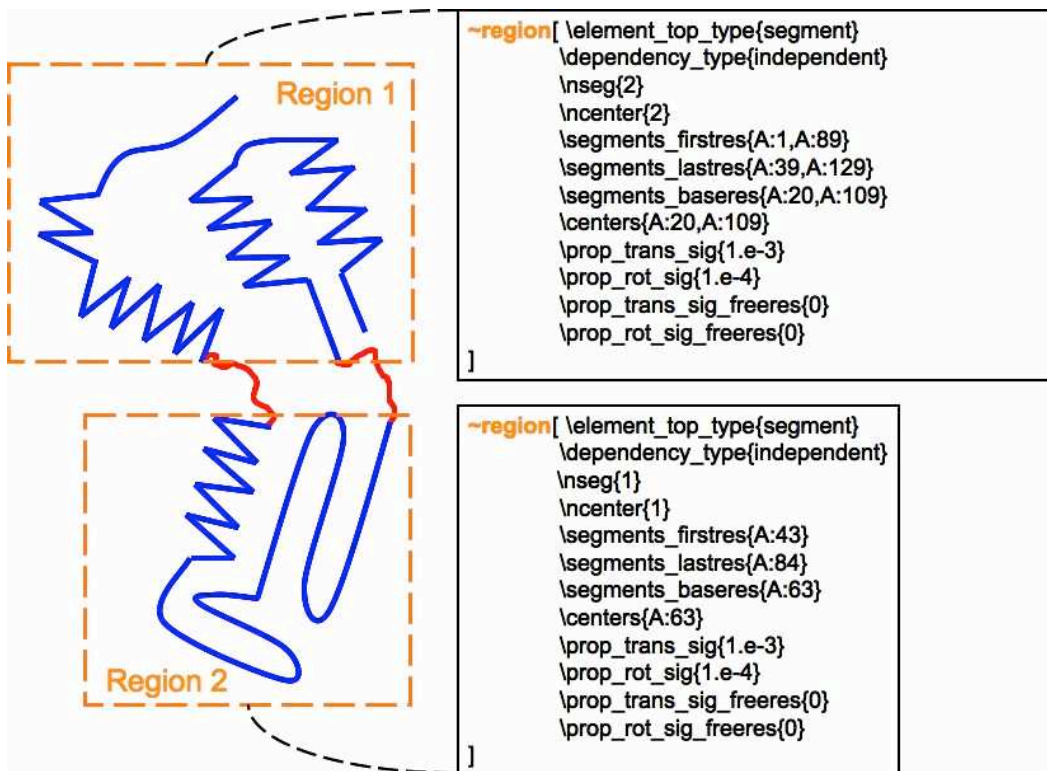 Region 1
~region[ \element_top_type{segment}
\dependency_type{independent}
\nseg{2}
\ncenter{2}
\segments_firstres{A:1,A:89}
\segments_lastres{A:39,A:129}
\segments_baseres{A:20,A:109}
\centers{A:20,A:109}
\prop_trans_sig{1.e-3}
\prop_rot_sig{1.e-4}
\prop_trans_sig_freeres{0}
\prop_rot_sig_freeres{0}
]
Region 2
~region[ \element_top_type{segment}
\dependency_type{independent}
\nseg{1}
\ncenter{1}
\segments_firstres{A:43}
\segments_lastres{A:84}
\segments_baseres{A:63}
\centers{A:63}
\prop_trans_sig{1.e-3}
\prop_rot_sig{1.e-4}
\prop_trans_sig_freeres{0}
\prop_rot_sig_freeres{0}
]